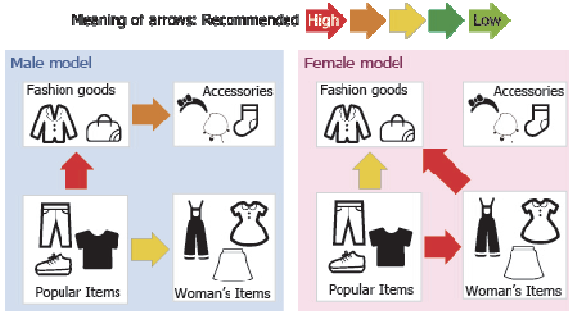 Meaning of arrows: Recommended High Low
Male model
Fashion goods
Accessories
Popular Items
Woman's Items
Female model
Fashion goods
Accessories
Popular Items
Woman's Items